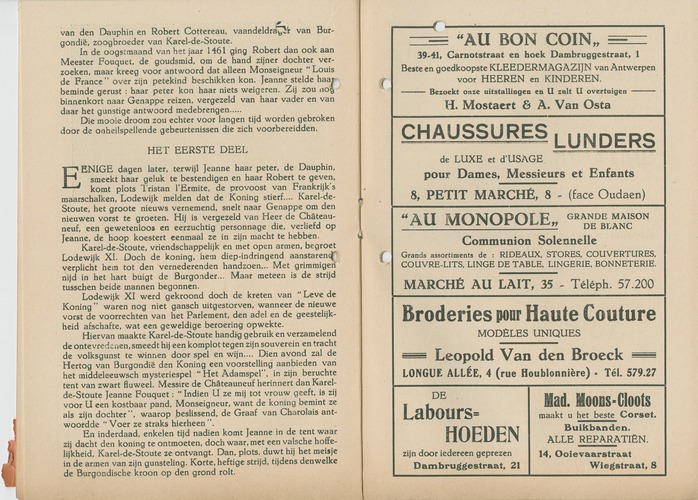 van den Dauphin en Robert Cottereau, vaandeldrager van Bur-
gondië, zoogbroeder van Karel-de-Stoute.
In de oogstmaand van het jaar 1461 ging Robert dan ook aan
Meester Fouquet, de goudsmid, om de hand zijner dochter ver-
zoeken, maar kreeg voor antwoord dat alleen Monseigneur "Louis
de France" over zijn petekind beschikken kon. Jeanne stelde haar
beminde gerust : haar peter kon haar niets weigeren. Zij zou nog
binnenkort naar Genappe reizen, vergezeld van haar vader en van
daar het gunstige antwoord medebrengen.....
Die mooie droom zou echter voor langen tijd worden gebroken
door de onheilspellende gebeurtenissen die zich voorbereidden.
HET EERSTE DEEL
EENIGE dagen later, terwijl Jeanne haar peter, de Dauphin,
smeekt haar geluk te bestendigen en haar Robert te geven,
komt plots Tristan l'Ermite, de provoost van Frankrijk's
maarschalken, Lodewijk melden dat de Koning stierf.... Karel-de-
Stoute, het groote nieuws vernemend, snelt naar Genappe om den
nieuwen vorst te groeten. Hij is vergezeld van Heer de Château-
neuf, een gewetenloos en eerzuchtig personnage die, verliefd op
Jeanne, de hoop koestert eenmaal ze in zijn macht te hebben.
Karel-de-Stoute, vriendschappelijk en met open armen, begroet
Lodewijk XI. Doch de koning, hem diep-indringend aanstarend
verplicht hem tot den vernederenden handzoen... Met grimmigen
nijd in het hart buigt de Burgonder... Maar meteen is de strijd
tusschen beide mannen begonnen.
Lodewijk XI werd gekroond doch de kreten van "Leve de
Koning" waren nog niet gansch uitgestorven, wanneer de nieuwe
vorst de voorrechten van het Parlement, den adel en de geestelijk-
heid afschafte, wat een geweldige beroering opwekte.
Hiervan maakte Karel-de-Stoute handig gebruik en verzamelend
de ontevredenen, smeedt hij een komplot tegen zijn souverein en tracht
de volksgunst te winnen door spel en wijn.... Dien avond zal de
Hertog van Burgondië den Koning een voorstelling aanbieden van
het middeleeuwsch mysteriespel "Het Adamspel", in zijn beruchte
tent van zwart fluweel. Messire de Châteauneuf herinnert dan Karel-
de-Stoute Jeanne Fouquet : "Indien U ze mij tot vrouw geeft, is zij
voor U een kostbaar pand, Monseigneur, want de koning bemint ze
als zijn dochter", waarop beslissend, de Graaf van Charolais ant-
woordde "Voer ze straks hierheen".
En inderdaad, enkelen tijd nadien komt Jeanne in de tent waar
zij dacht den koning te ontmoeten, doch waar, met een valsche hoffe-
lijkheid, Karel-de-Stoute ze ontvangt. Dan, plots, duwt hij het meisje
in de armen van zijn gunsteling. Korte, heftige strijd, tijdens denwelke
de Burgondische kroon op den grond rolt.
"AU BON COIN„
39-41, Carnotstraat en hoek Dambruggestraat, 1
Beste en goedkoopste KLEEDERMAGAZIJN van Antwerpen
voor HEEREN en KINDEREN.
Bezoekt onze uitstallingen en U zult U overtuigen
H. Mostaert & A. Van Osta
CHAUSSURES LUNDERS
de LUXE et d'USAGE
pour Dames, Messieurs et Enfants
8, PETIT MARCHÉ, 8 - (face Oudaen)
"AU MONOPOLE„ GRANDE MAISON
DE BLANC
Communion Solennelle
Grands assortiments de : RIDEAUX, STORES, COUVERTURES,
COUVRE-LITS, LINGE DE TABLE, LINGERIE, BONNETERIE.
MARCHÉ AU LAIT, 35 - Téléph. 57.200
Broderies pour Haute Couture
MODÈLES UNIQUES
Leopold Van den Broeck
LONGUE ALLÉE, 4 (rue Houblonnière) - Tél. 579.27
DE
Labours=
HOEDEN
zijn door iedereen geprezen
Dambruggestraat, 21
Mad. Moons-Cloots
maakt u het beste Corset.
Buikbanden.
ALLE REPARATIËN.
14, Ooievaarstraat
Wiegstraat, 8